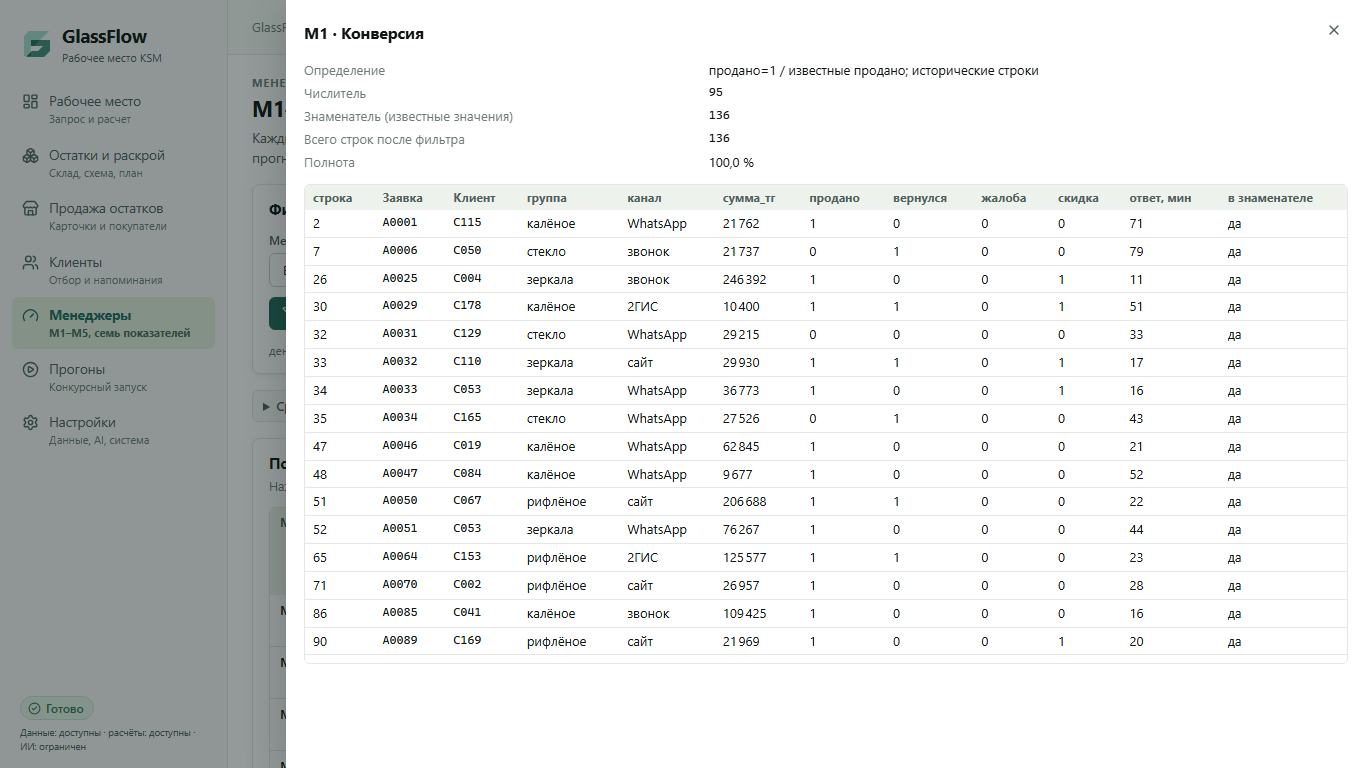 GlassFlow
Рабочее место KSM
Рабочее место
Запрос и расчет
Остатки и раскрой
Склад, схема, план
Продажа остатков
Карточки и покупатели
Клиенты
Отбор и напоминания
Менеджеры
М1–М5, семь показателей
Прогоны
Конкурсный запуск
Настройки
Данные, AI, система
Готово
Данные: доступны · расчёты: доступны ·
ИИ: ограничен
М1 · Конверсия
Определение продано=1 / известные продано; исторические строки
Числитель 95
Знаменатель (известные значения) 136
Всего строк после фильтра 136
Полнота 100,0 %
строка Заявка Клиент группа канал сумма_тг продано вернулся жалоба скидка ответ, мин в знаменателе
2 A0001 C115 калёное WhatsApp 21 762 1 0 0 0 71 да
7 A0006 C050 стекло звонок 21 737 0 1 0 0 79 да
26 A0025 C004 зеркала звонок 246 392 1 0 0 1 11 да
30 A0029 C178 калёное 2ГИС 10 400 1 1 0 1 51 да
32 A0031 C129 стекло WhatsApp 29 215 0 0 0 0 33 да
33 A0032 C110 зеркала сайт 29 930 1 1 0 1 17 да
34 A0033 C053 зеркала WhatsApp 36 773 1 0 0 1 16 да
35 A0034 C165 стекло WhatsApp 27 526 0 1 0 0 43 да
47 A0046 C019 калёное WhatsApp 62 845 1 0 0 0 21 да
48 A0047 C084 калёное WhatsApp 9 677 1 0 0 0 52 да
51 A0050 C067 рифлёное сайт 206 688 1 1 0 0 22 да
52 A0051 C053 зеркала WhatsApp 76 267 1 0 0 0 44 да
65 A0064 C153 рифлёное 2ГИС 125 577 1 1 0 0 23 да
71 A0070 C002 рифлёное сайт 26 957 1 0 0 0 28 да
86 A0085 C041 калёное звонок 109 425 1 0 0 0 16 да
90 A0089 C169 рифлёное сайт 21 969 1 0 0 1 20 да